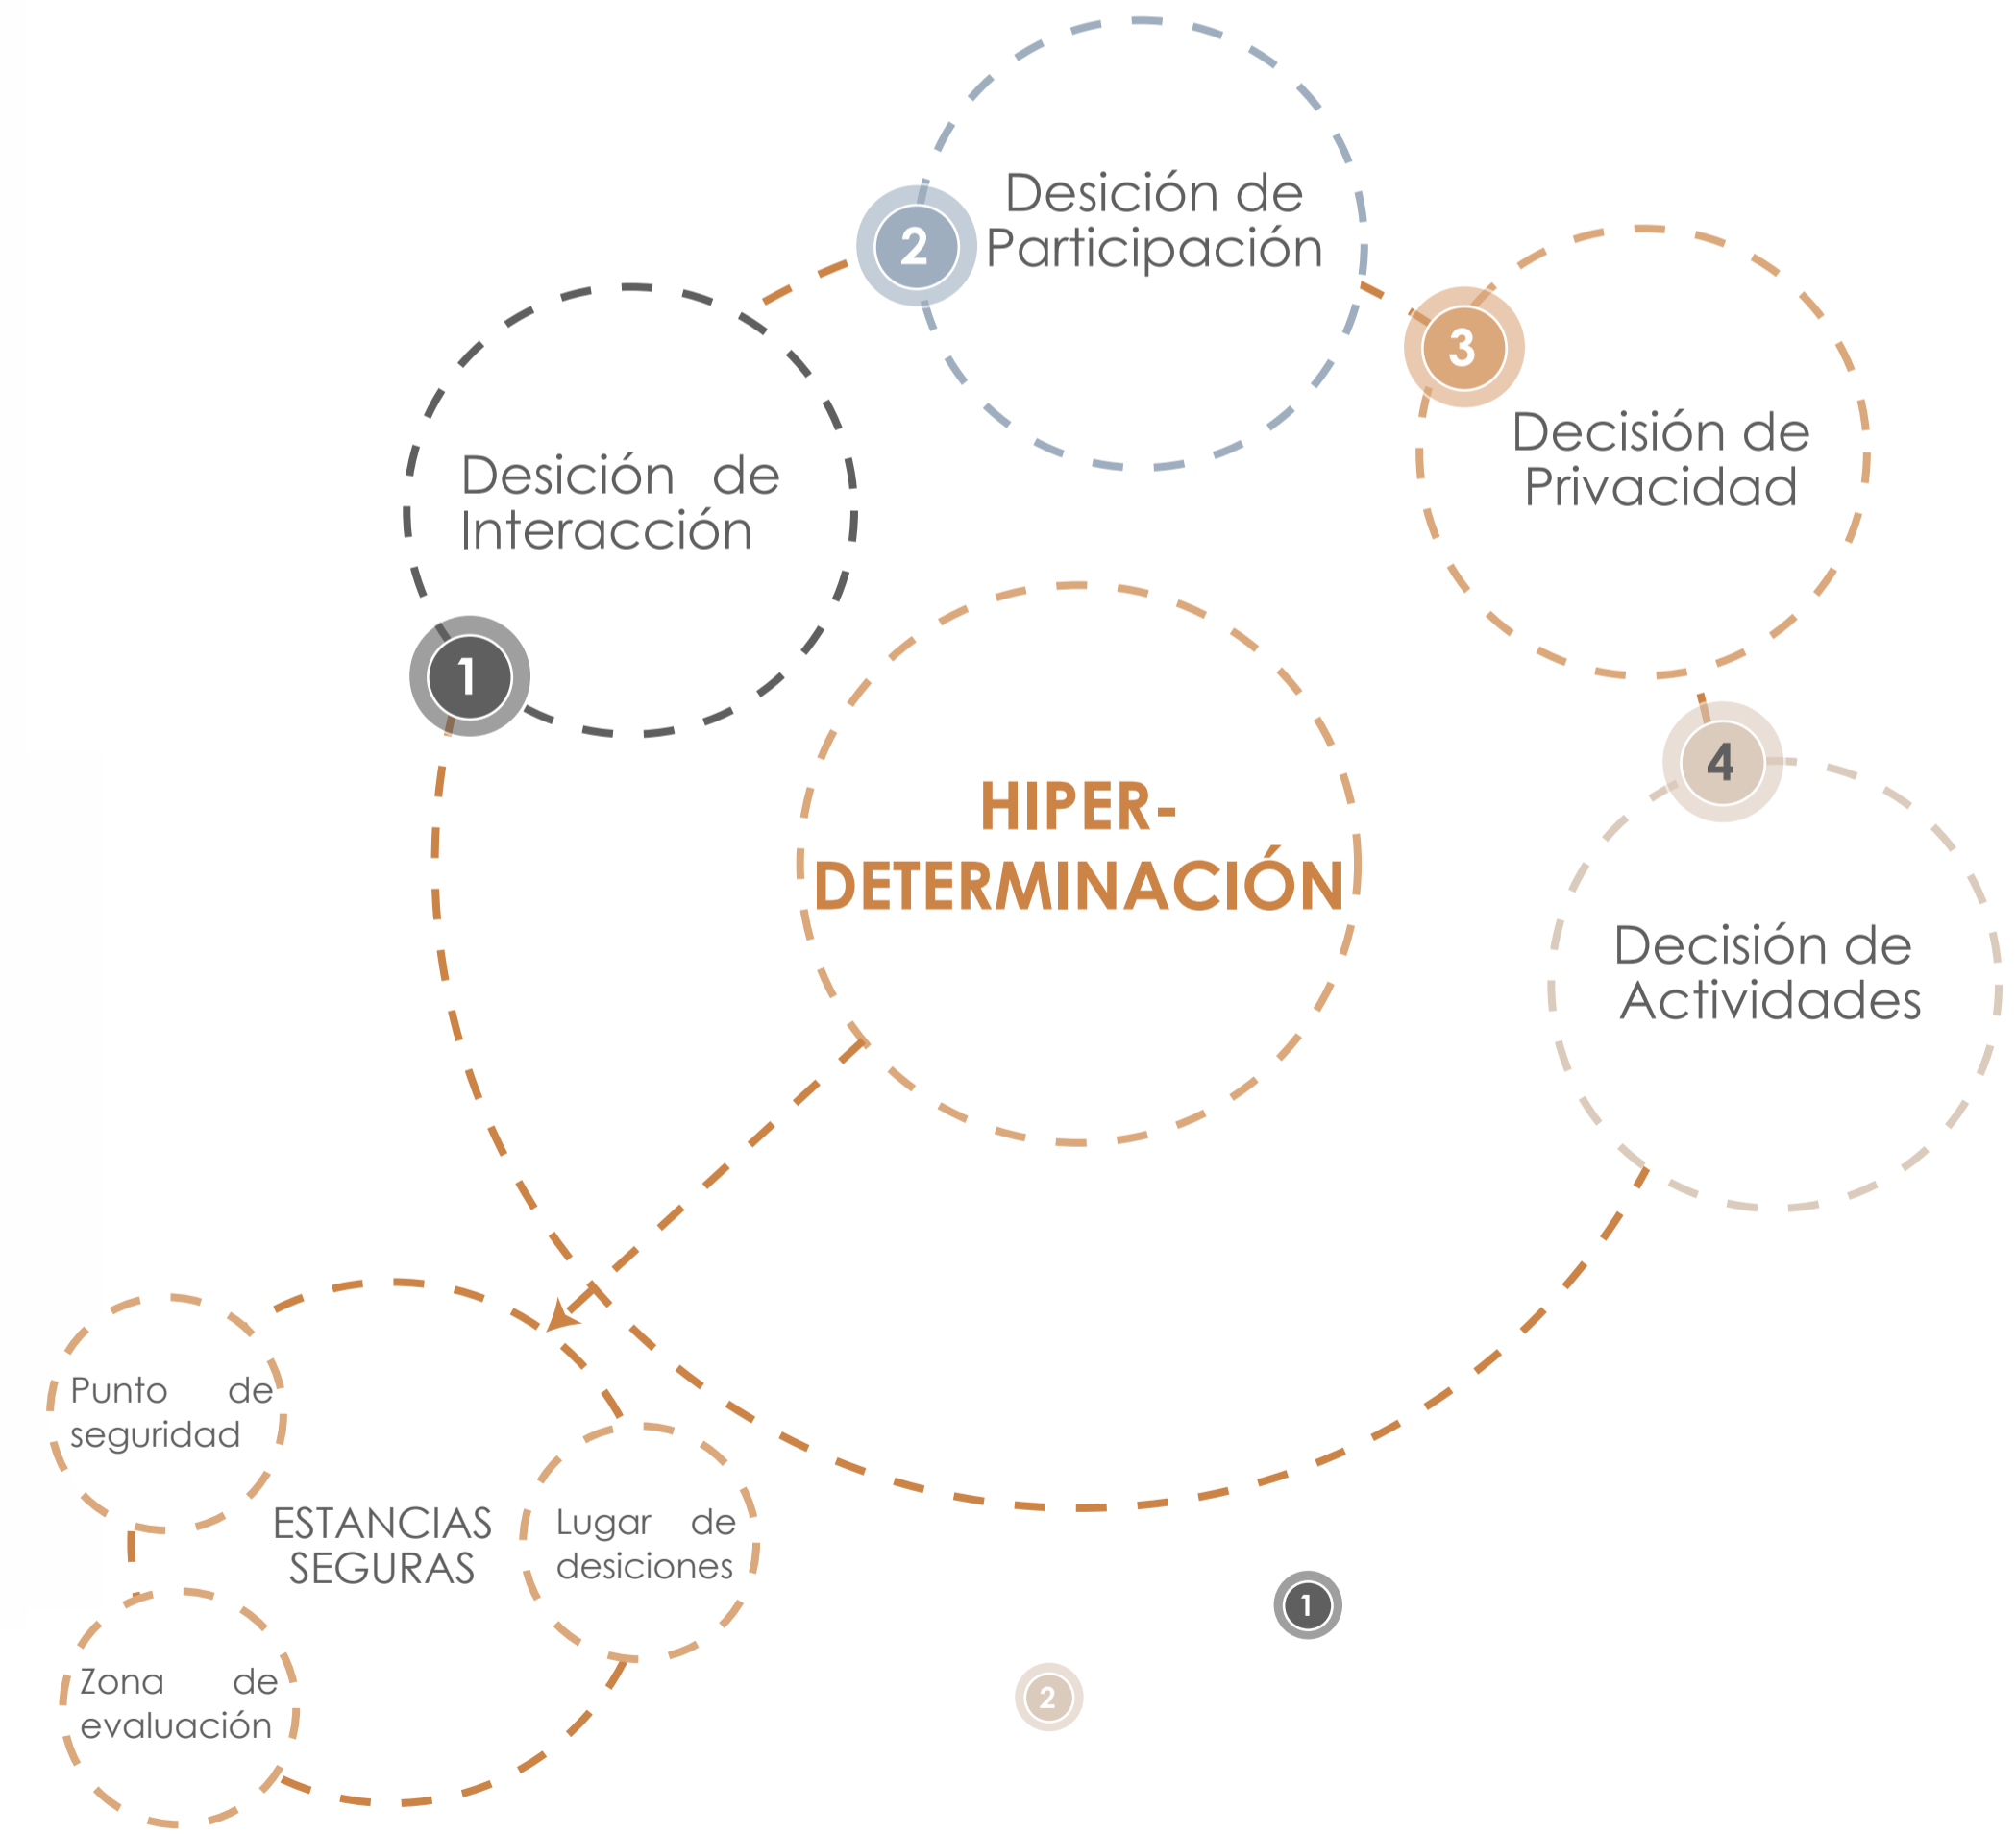 2
Desición de
Participación
3
Decisión de
Privacidad
Desición de
Interacción
1
4
HIPER-
DETERMINACIÓN
Decisión de
Actividades
Punto de
seguridad
ESTANCIAS
SEGURAS
Lugar de
desiciones
Zona de
evaluación
1
2